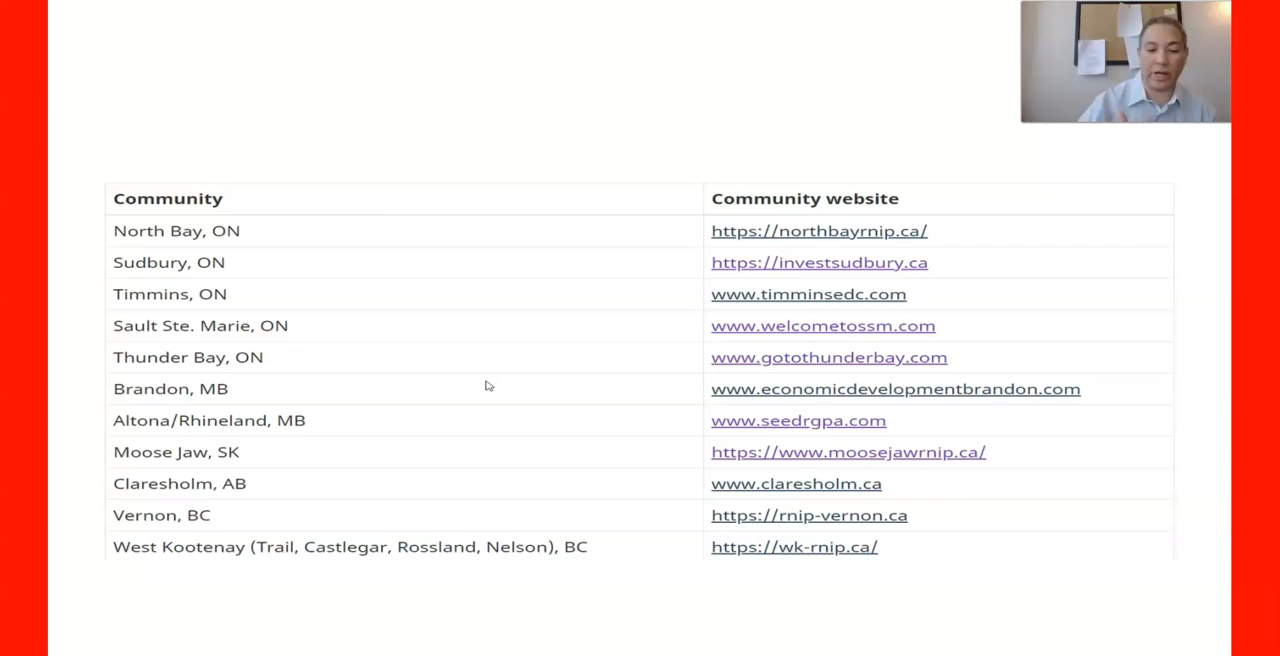 Community Community website
North Bay, ON https://northbayrnip.ca/
Sudbury, ON https://investsudbury.ca
Timmins, ON www.timminsedc.com
Sault Ste. Marie, ON www.welcometossm.com
Thunder Bay, ON www.gotothunderbay.com
Brandon, MB www.economicdevelopmentbrandon.com
Altona/Rhineland, MB www.seedrgpa.com
Moose Jaw, SK https://www.moosejawrnip.ca/
Claresholm, AB www.claresholm.ca
Vernon, BC https://rnip-vernon.ca
West Kootenay (Trail, Castlegar, Rossland, Nelson), BC https://wk-rnip.ca/